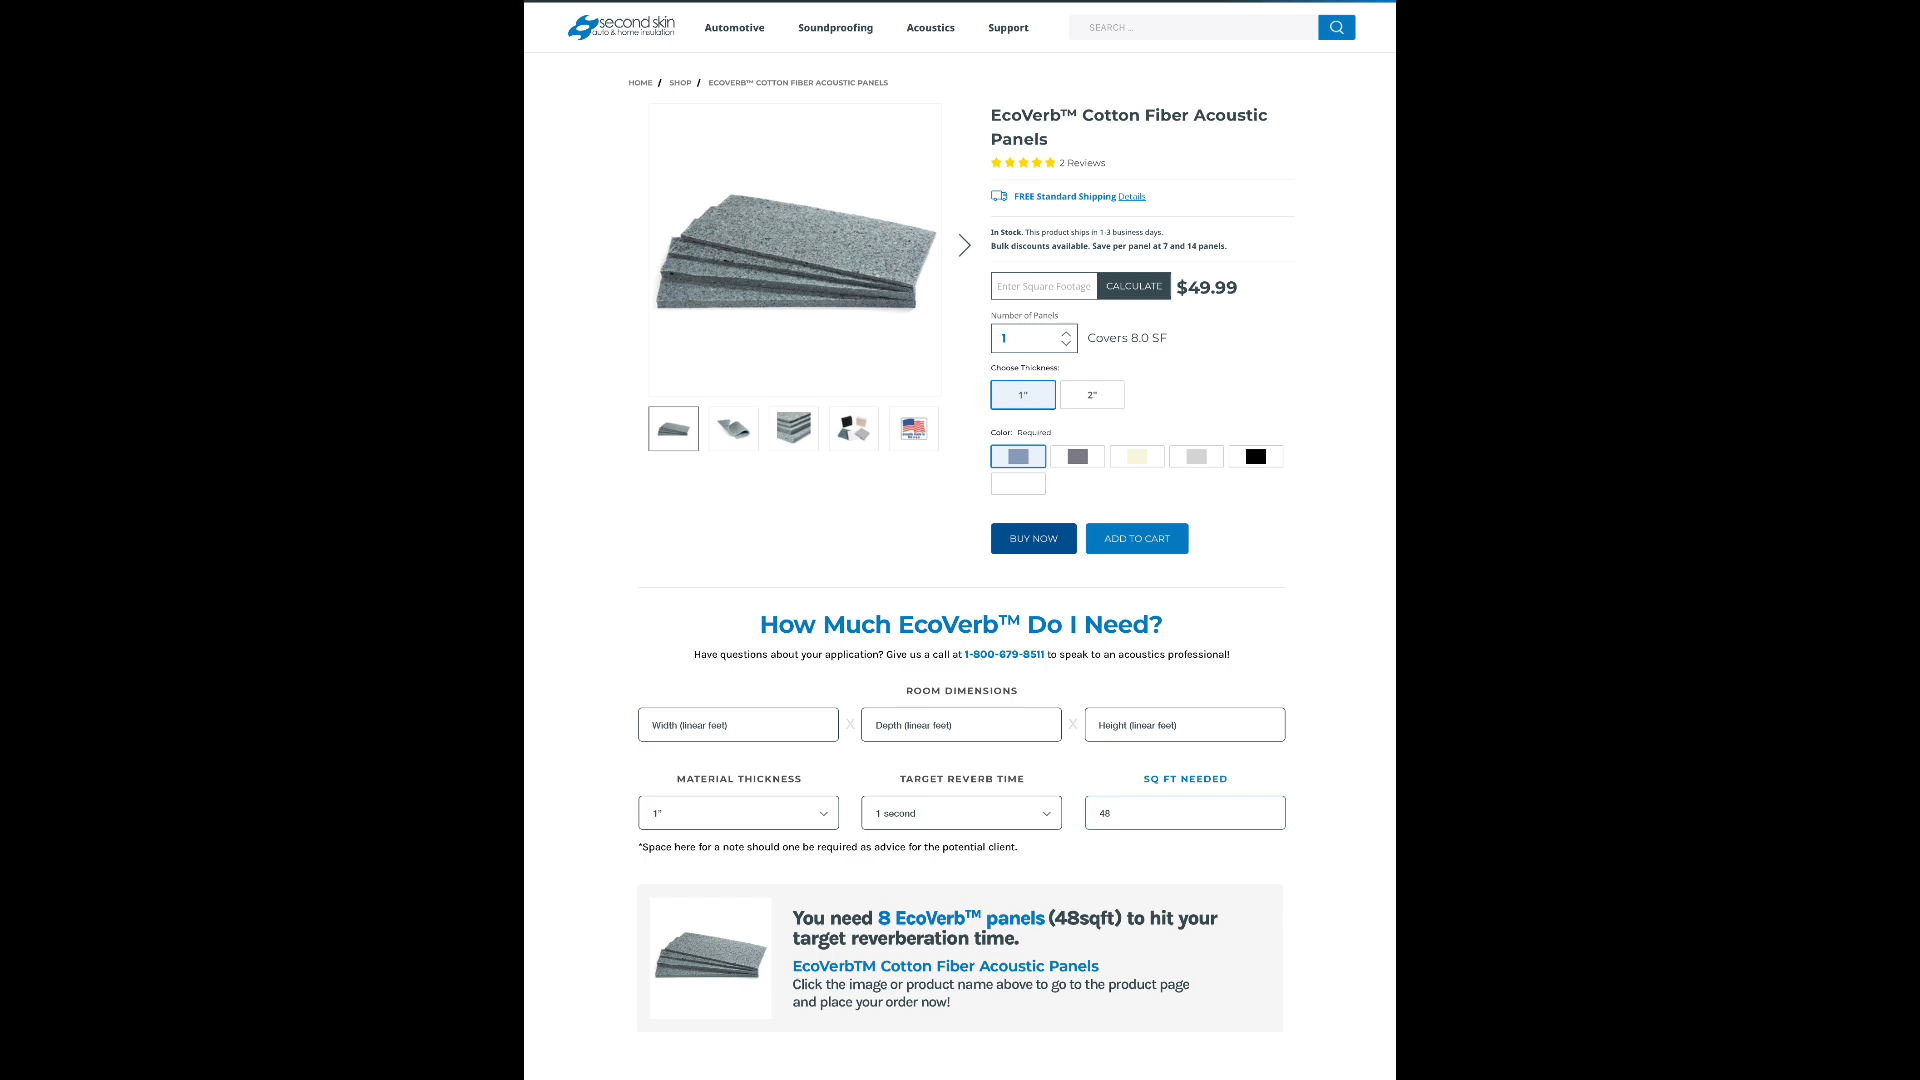 second skin
auto & home insulation
Automotive
Soundproofing
Acoustics
Support
SEARCH ...
HOME / SHOP / ECOVERB™ COTTON FIBER ACOUSTIC PANELS
EcoVerb™ Cotton Fiber Acoustic
Panels
2 Reviews
FREE Standard Shipping Details
In Stock. This product ships in 1-3 business days.
Bulk discounts available. Save per panel at 7 and 14 panels.
Enter Square Footage CALCULATE $49.99
Number of Panels
1 Covers 8.0 SF
Choose Thickness:
1" 2"
Color: Required
BUY NOW ADD TO CART
How Much EcoVerb™ Do I Need?
Have questions about your application? Give us a call at 1-800-679-8511 to speak to an acoustics professional!
ROOM DIMENSIONS
Width (linear feet) X Depth (linear feet) X Height (linear feet)
MATERIAL THICKNESS TARGET REVERB TIME SQ FT NEEDED
1" 1 second 48
*Space here for a note should one be required as advice for the potential client.
You need 8 EcoVerb™ panels (48sqft) to hit your
target reverberation time.
EcoVerbTM Cotton Fiber Acoustic Panels
Click the image or product name above to go to the product page
and place your order now!